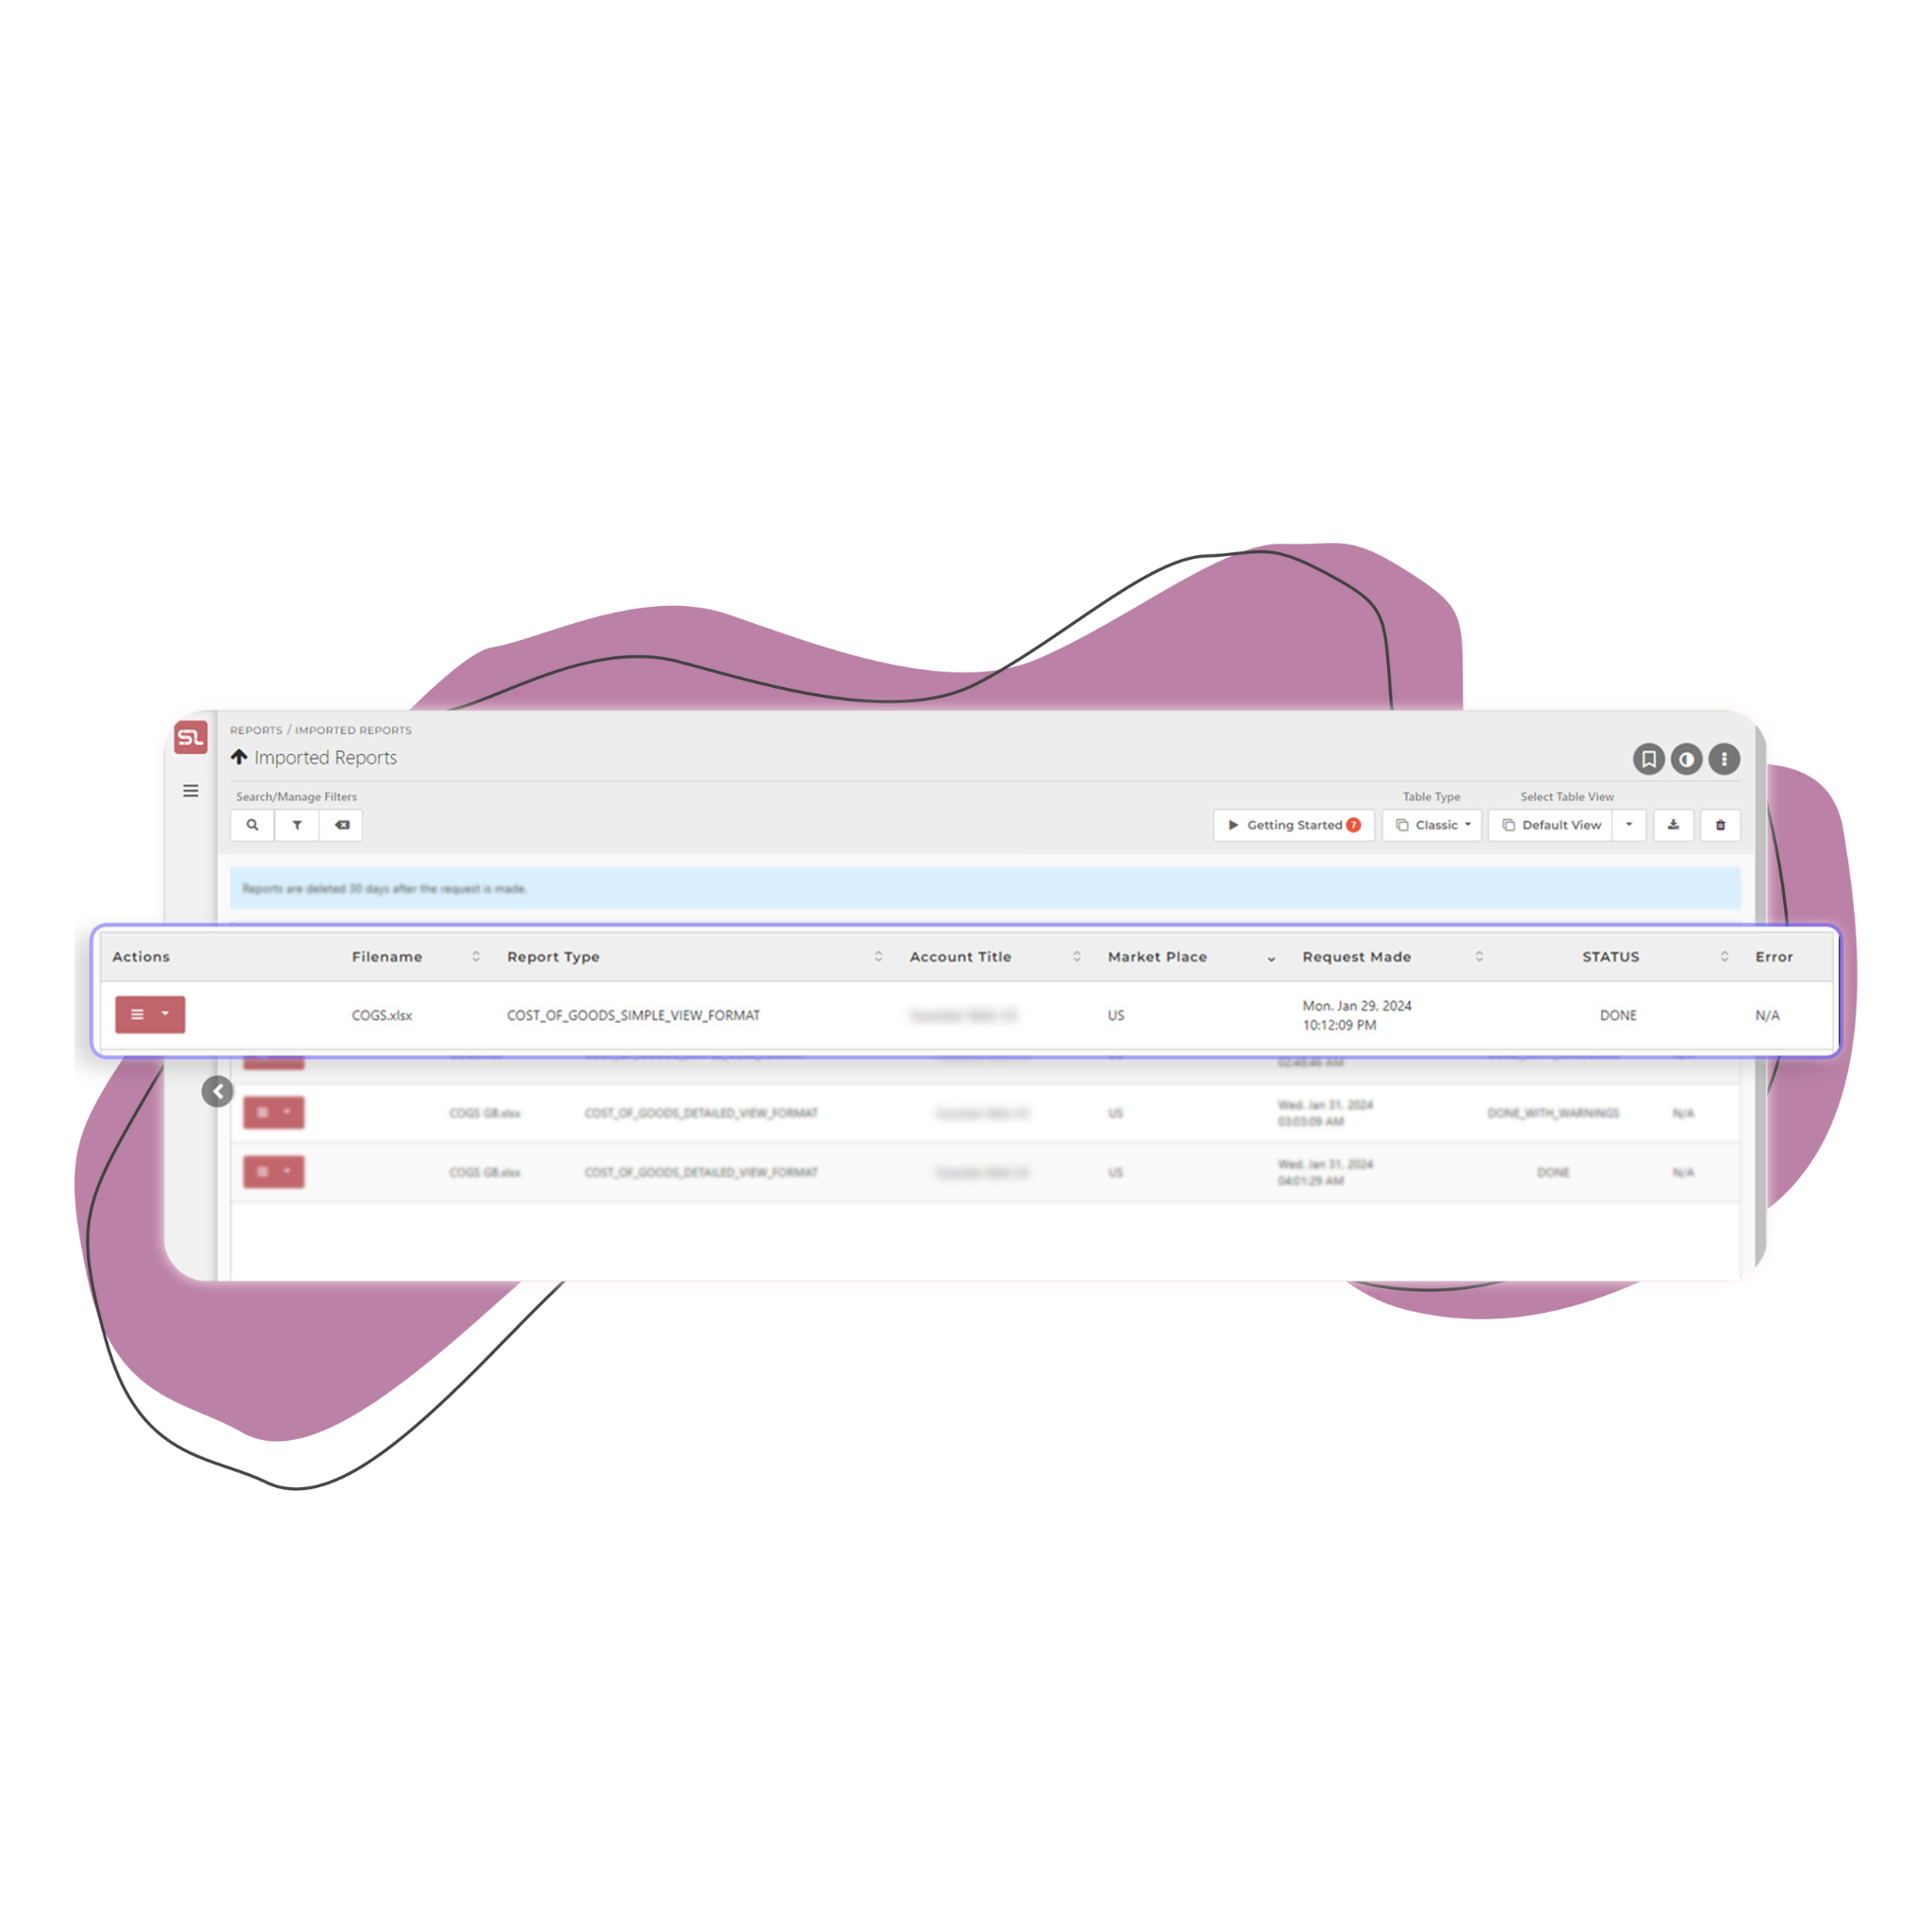 SL
REPORTS / IMPORTED REPORTS
Imported Reports
Search/Manage Filters
Table Type
Select Table View
Getting Started 7
Classic
Default View
Reports are deleted 30 days after the request is made.
Actions Filename Report Type Account Title Market Place Request Made STATUS Error
COGS.xlsx COST_OF_GOODS_SIMPLE_VIEW_FORMAT US Mon. Jan 29, 2024 DONE N/A
10:12:09 PM
02:40:46 AM
COGS GB.xlsx COST_OF_GOODS_DETAILED_VIEW_FORMAT US Wed. Jan 31, 2024 DONE_WITH_WARNINGS N/A
03:03:09 AM
COGS GB.xlsx COST_OF_GOODS_DETAILED_VIEW_FORMAT US Wed. Jan 31, 2024 DONE N/A
04:01:29 AM